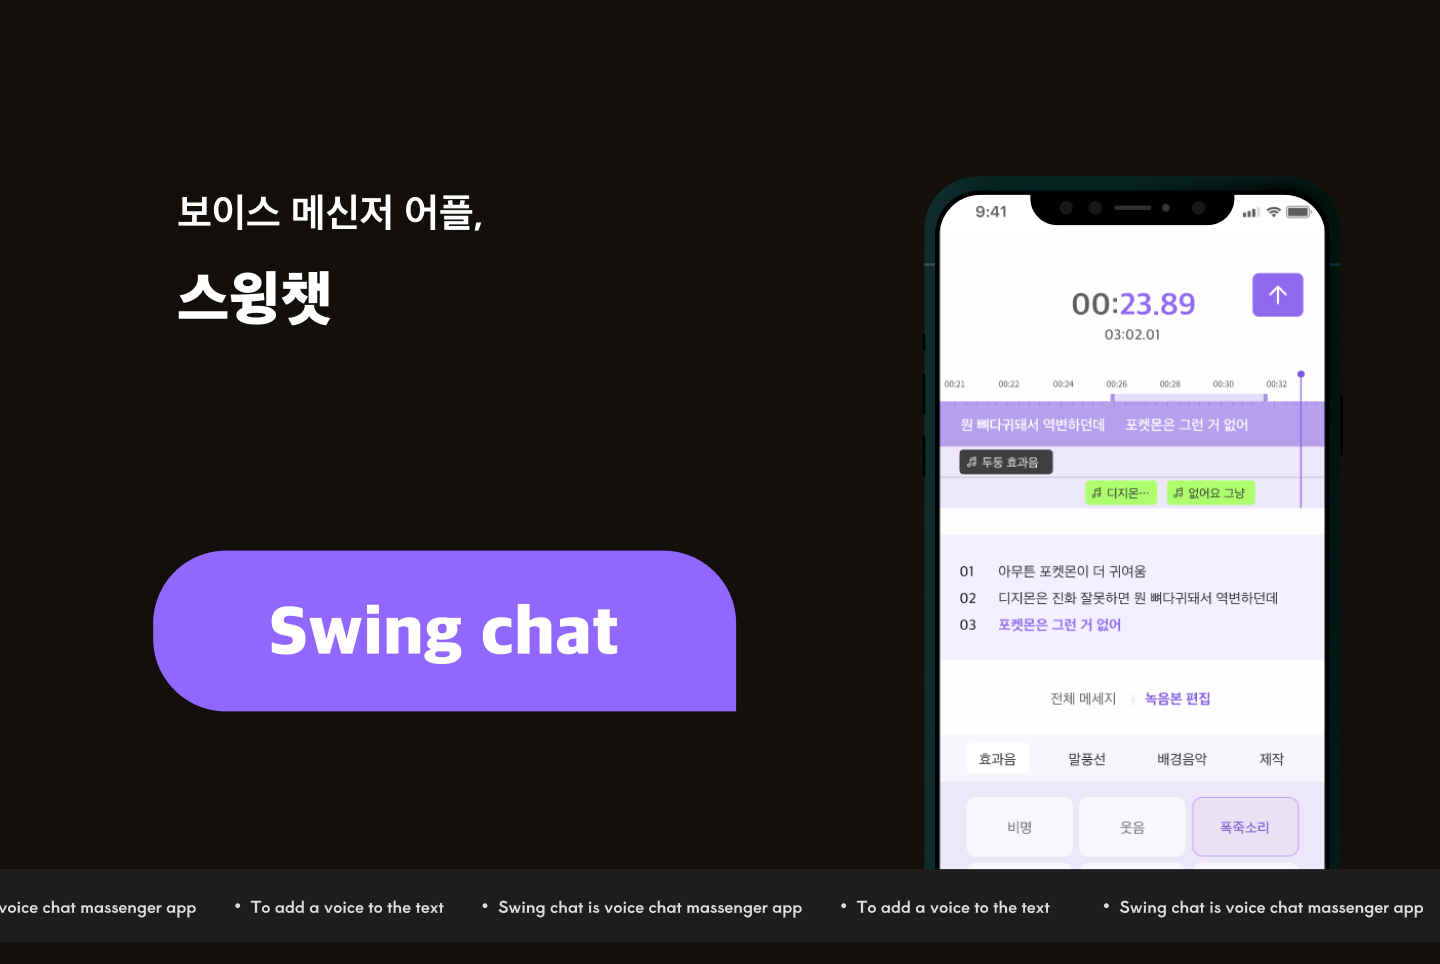 보이스 메신저 어플,
스윙챗
Swing chat
9:41
00:23.89
03:02.01
00:21 00:22 00:24 00:26 00:28 00:30 00:32
뭔 뼈다귀돼서 역변하던데 포켓몬은 그런 거 없어
두둥 효과음
디지몬… 없어요 그냥
01 아무튼 포켓몬이 더 귀여움
02 디지몬은 진화 잘못하면 뭔 뼈다귀돼서 역변하던데
03 포켓몬은 그런 거 없어
전체 메세지 녹음본 편집
효과음 말풍선 배경음악 제작
비명 웃음 폭죽소리
voice chat massenger app • To add a voice to the text • Swing chat is voice chat massenger app • To add a voice to the text • Swing chat is voice chat massenger app